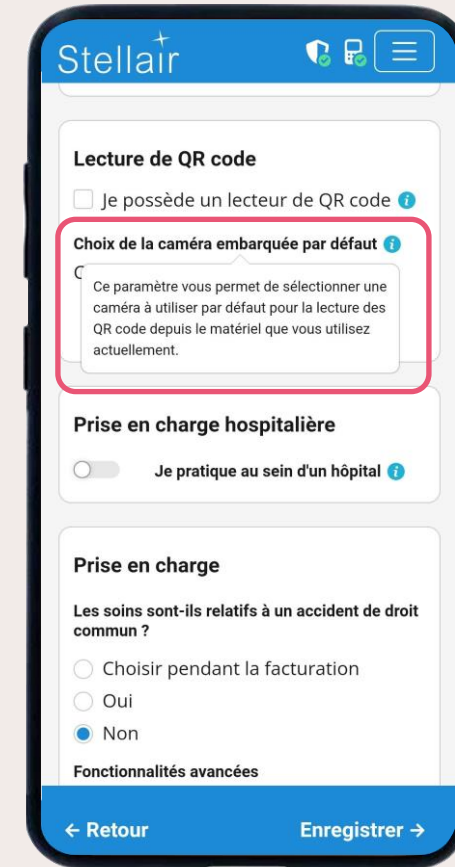 Stellair
Lecture de QR code
Je possède un lecteur de QR code
Choix de la caméra embarquée par défaut
Ce paramètre vous permet de sélectionner une
caméra à utiliser par défaut pour la lecture des
QR code depuis le matériel que vous utilisez
actuellement.
Prise en charge hospitalière
Je pratique au sein d'un hôpital
Prise en charge
Les soins sont-ils relatifs à un accident de droit
commun ?
Choisir pendant la facturation
Oui
Non
Fonctionnalités avancées
← Retour
Enregistrer →